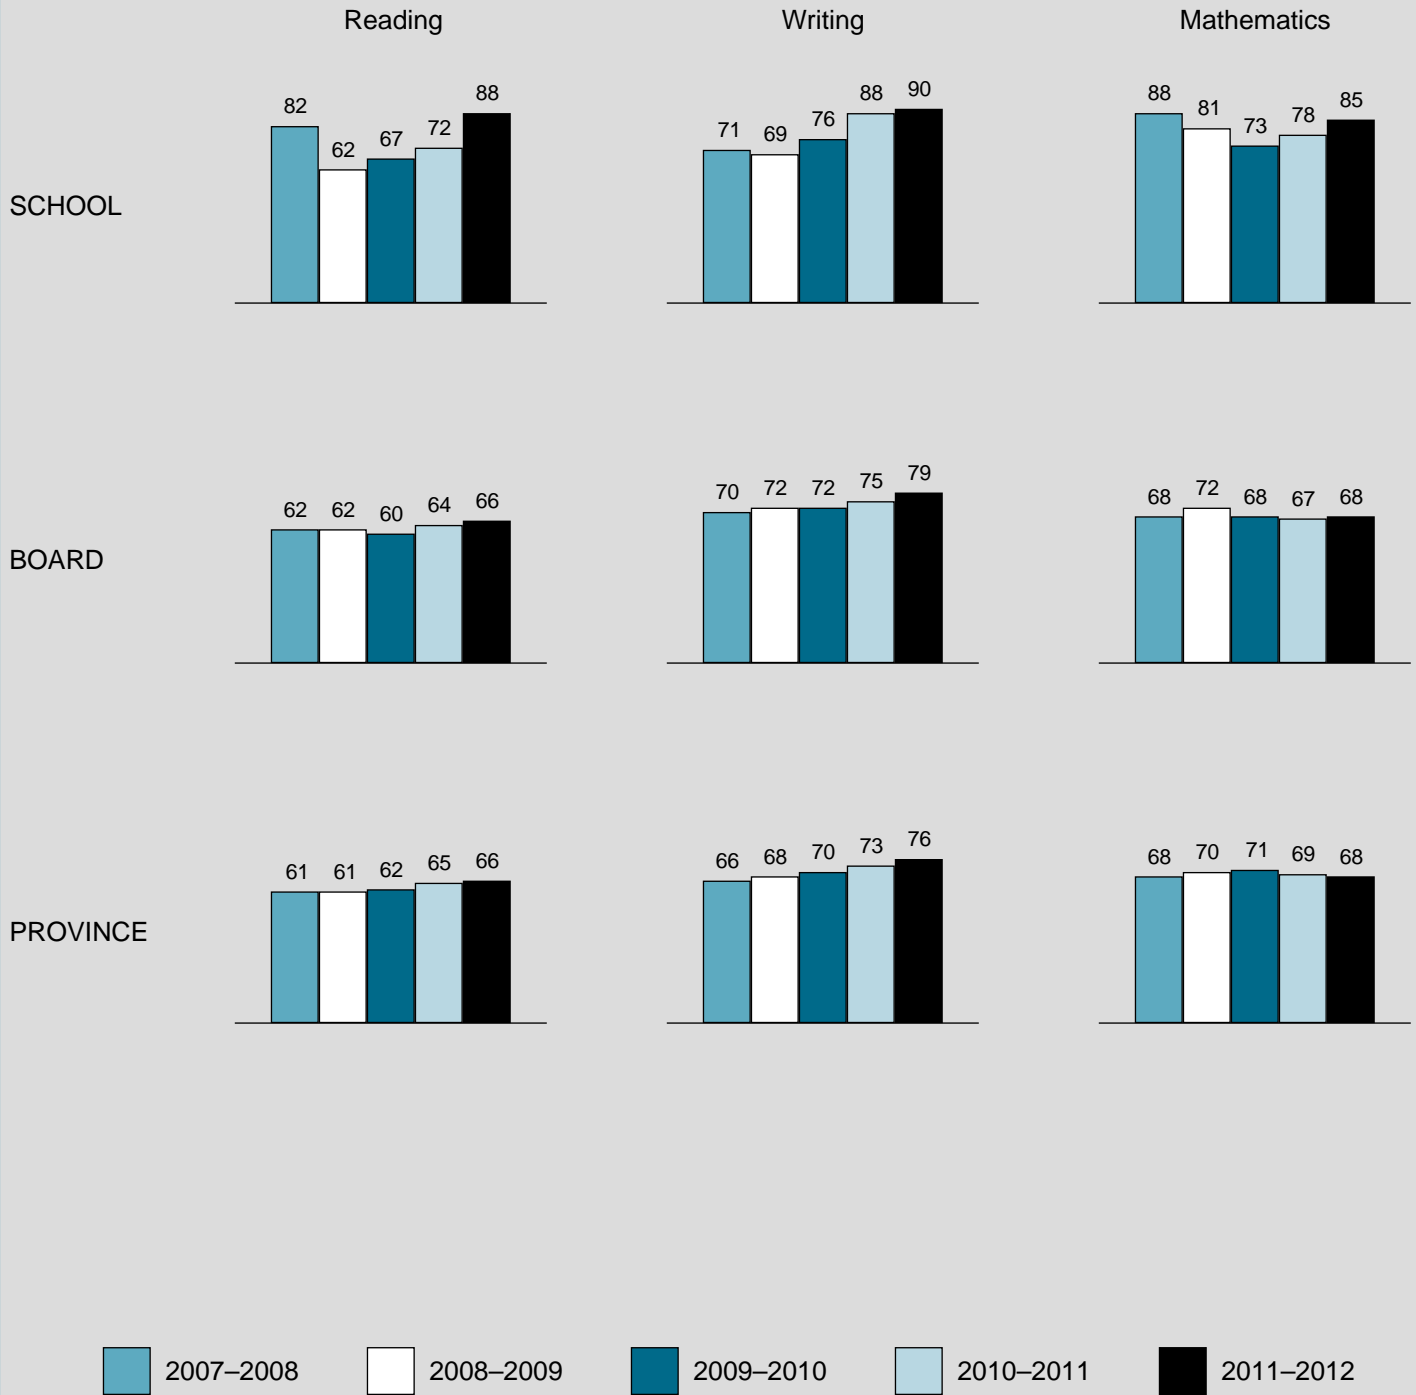 Reading Writing Mathematics
SCHOOL
82 62 67 72 88
71 69 76 88 90
88 81 73 78 85
BOARD
62 62 60 64 66
70 72 72 75 79
68 72 68 67 68
PROVINCE
61 61 62 65 66
66 68 70 73 76
68 70 71 69 68
2007–2008 2008–2009 2009–2010 2010–2011 2011–2012